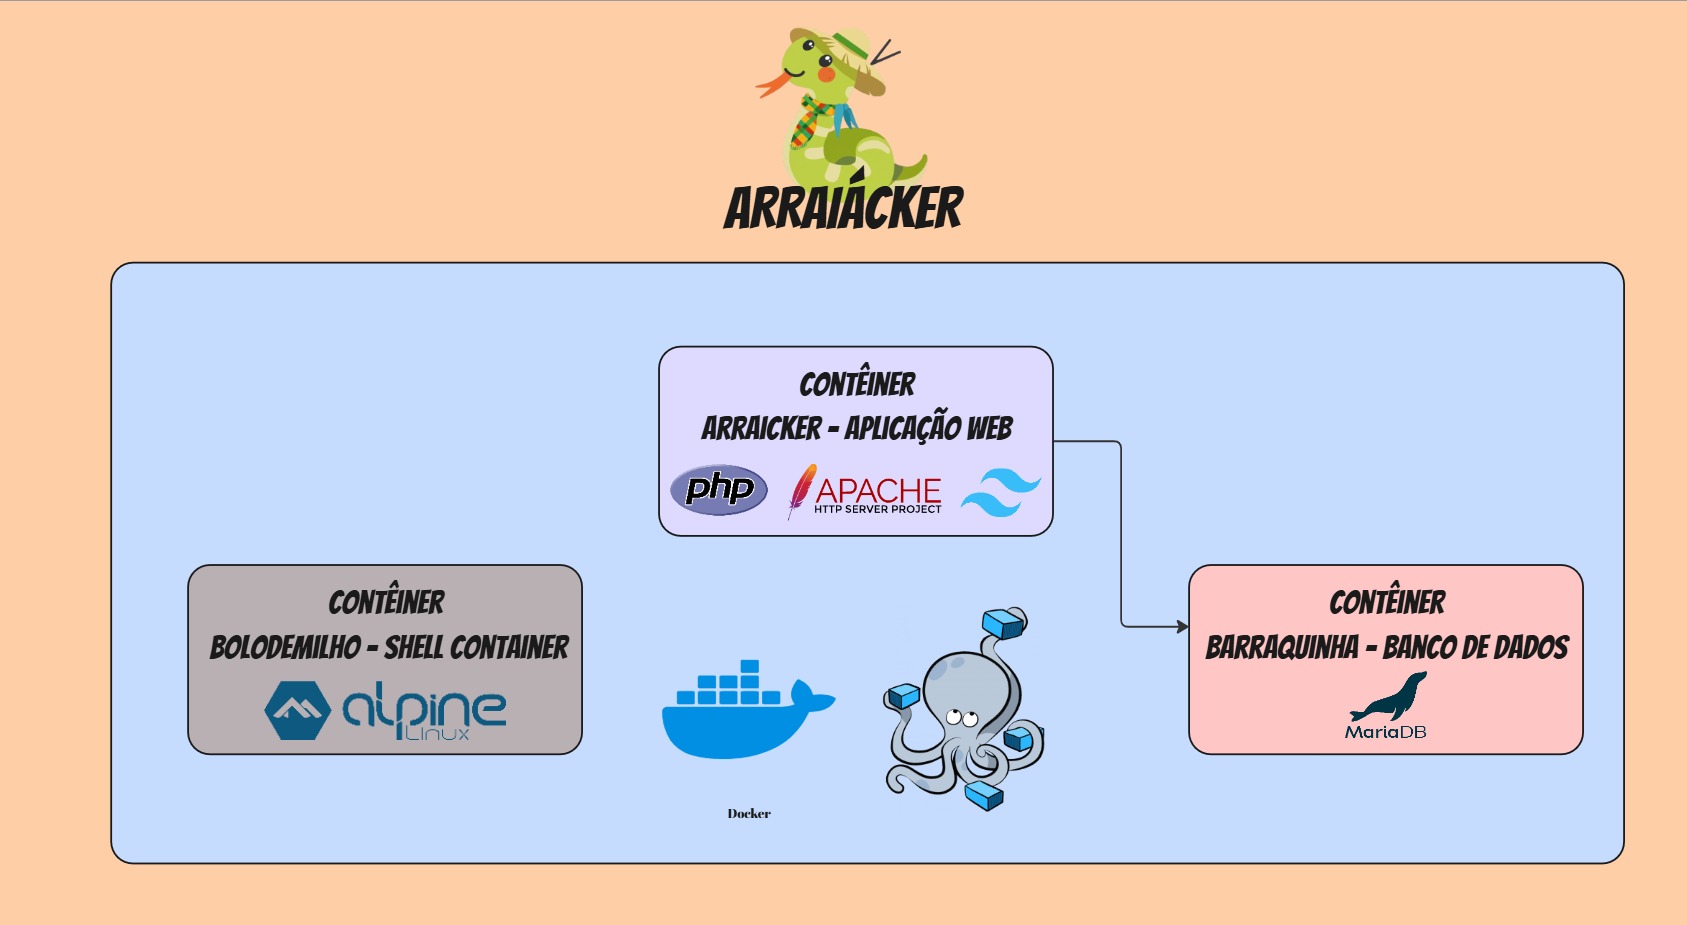 ARRAIÁCKER
CONTÊINER
ARRAICKER - APLICAÇÃO WEB
php
APACHE
HTTP SERVER PROJECT
CONTÊINER
BOLODEMILHO - SHELL CONTAINER
alpine
Linux
CONTÊINER
BARRAQUINHA - BANCO DE DADOS
MariaDB
Docker